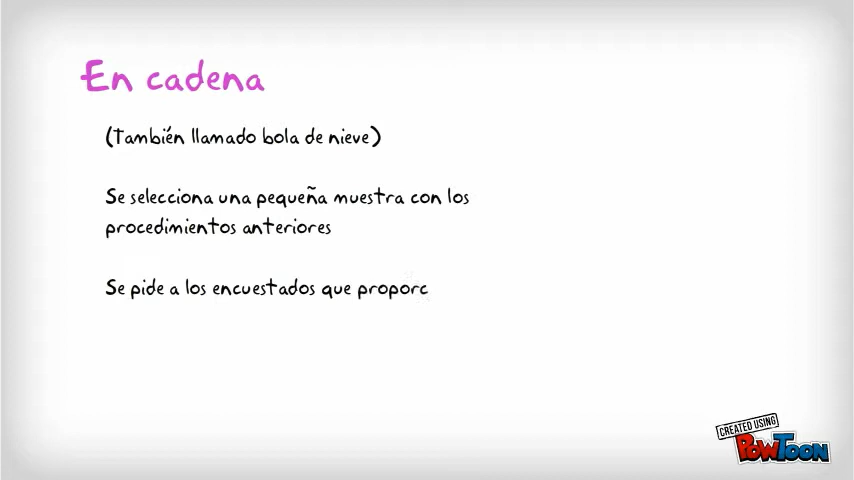 En cadena
(También llamado bola de nieve)
Se selecciona una pequeña muestra con los
procedimientos anteriores
Se pide a los encuestados que proporc
CREATED USING
POWTOON